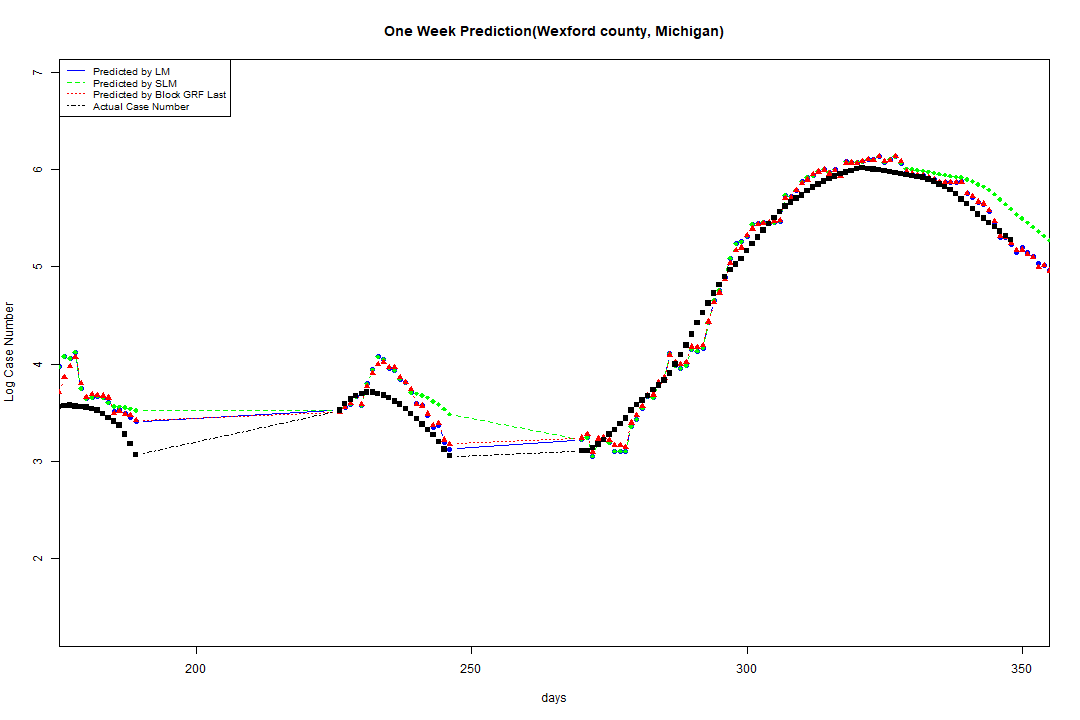 One Week Prediction(Wexford county, Michigan)
Predicted by LM
Predicted by SLM
Predicted by Block GRF Last
Actual Case Number
7
6
5
4
3
2
Log Case Number
200
250
300
350
days